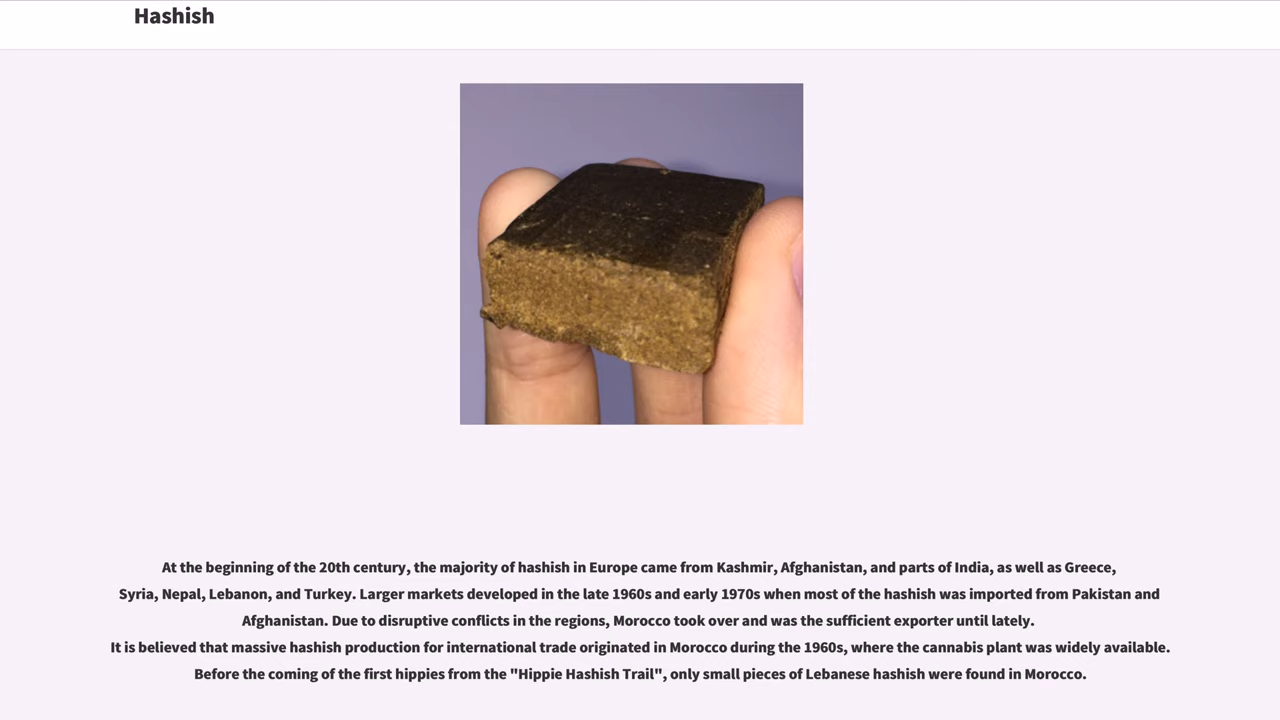 Hashish
At the beginning of the 20th century, the majority of hashish in Europe came from Kashmir, Afghanistan, and parts of India, as well as Greece,
Syria, Nepal, Lebanon, and Turkey. Larger markets developed in the late 1960s and early 1970s when most of the hashish was imported from Pakistan and
Afghanistan. Due to disruptive conflicts in the regions, Morocco took over and was the sufficient exporter until lately.
It is believed that massive hashish production for international trade originated in Morocco during the 1960s, where the cannabis plant was widely available.
Before the coming of the first hippies from the "Hippie Hashish Trail", only small pieces of Lebanese hashish were found in Morocco.